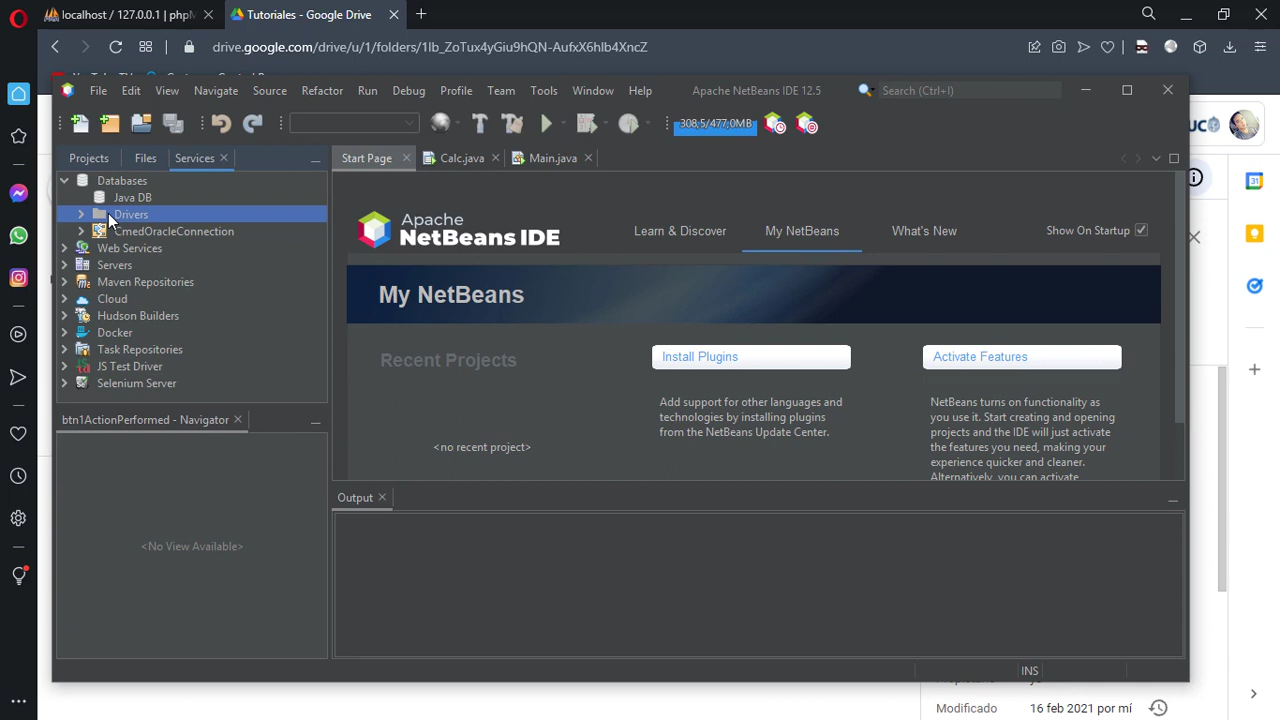 localhost / 127.0.0.1 | phpM
Tutoriales - Google Drive
drive.google.com/drive/u/1/folders/1lb_ZoTux4yGiu9hQN-AufxX6hIb4XncZ
File Edit View Navigate Source Refactor Run Debug Profile Team Tools Window Help
Apache NetBeans IDE 12.5
Search (Ctrl+I)
308,5/477,0MB
UC
Projects Files Services
Start Page Calc.java Main.java
Databases
Java DB
Drivers
EmedOracleConnection
Web Services
Servers
Maven Repositories
Cloud
Hudson Builders
Docker
Task Repositories
JS Test Driver
Selenium Server
Apache
NetBeans IDE
Learn & Discover My NetBeans What's New Show On Startup
My NetBeans
Recent Projects
<no recent project>
Install Plugins
Add support for other languages and
technologies by installing plugins
from the NetBeans Update Center.
Activate Features
NetBeans turns on functionality as
you use it. Start creating and opening
projects and the IDE will just activate
the features you need, making your
experience quicker and cleaner.
Alternatively, you can activate
btn1ActionPerformed - Navigator
<No View Available>
Output
INS
Modificado 16 feb 2021 por mí